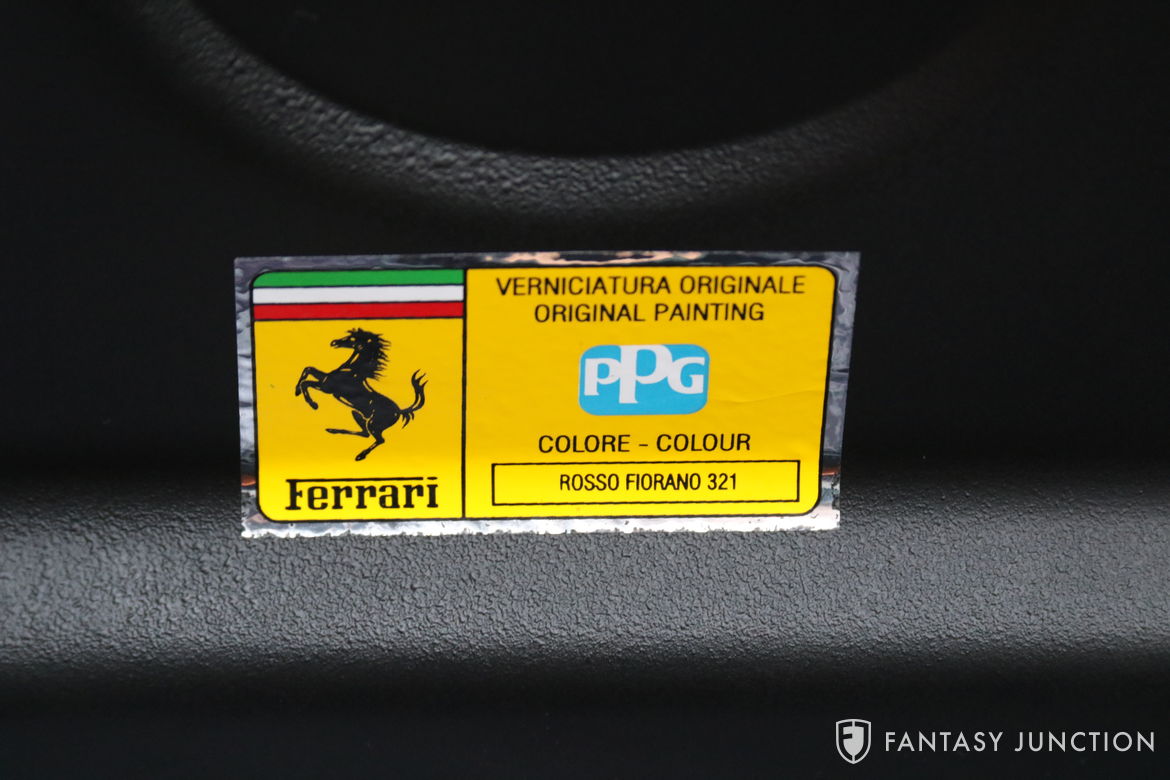 VERNICIATURA ORIGINALE
ORIGINAL PAINTING
PPG
COLORE - COLOUR
ROSSO FIORANO 321
Ferrari
FANTASY JUNCTION